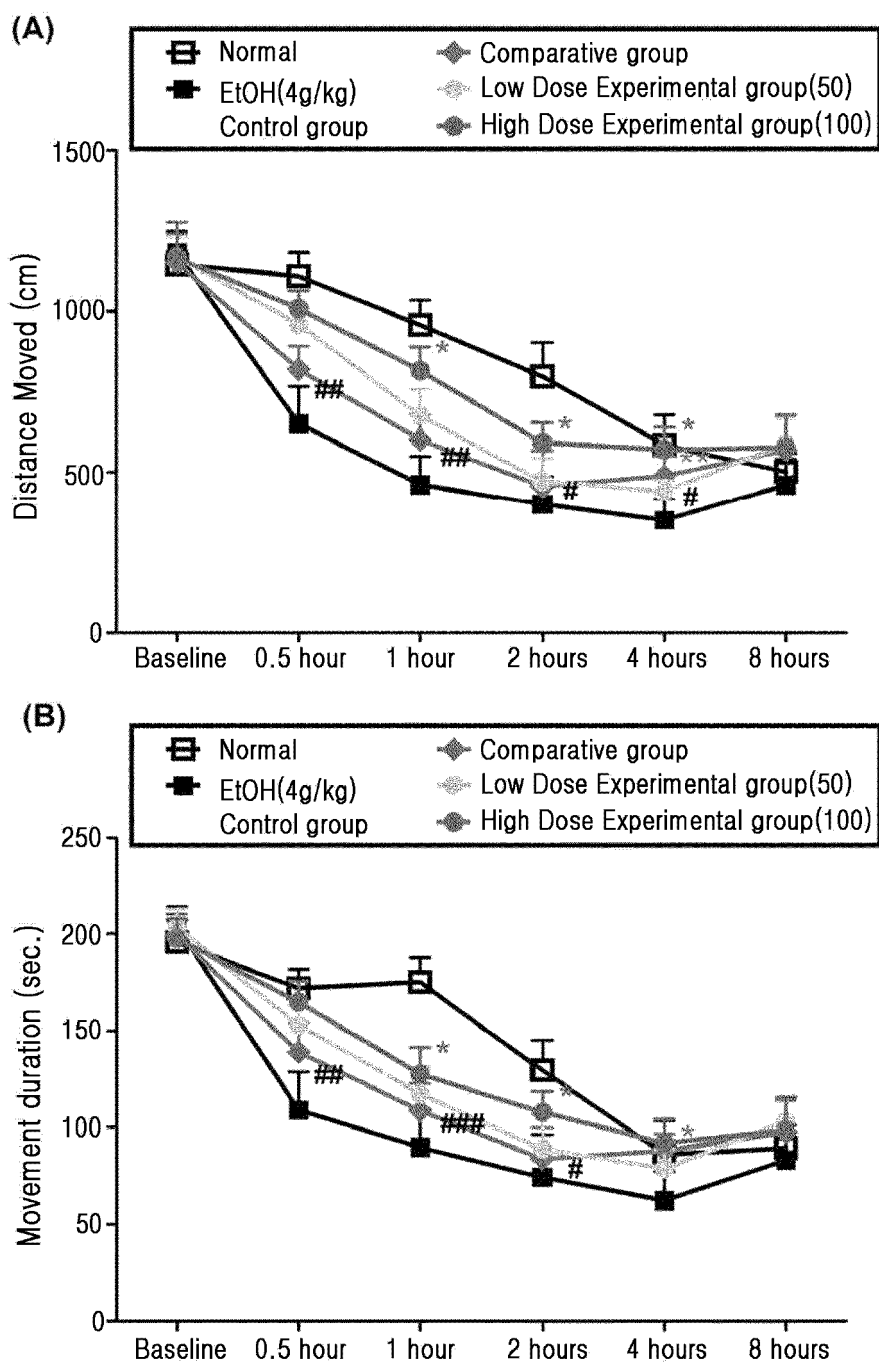 (A)
Normal
EtOH(4g/kg)
Control group
Comparative group
Low Dose Experimental group(50)
High Dose Experimental group(100)
Distance Moved (cm)
1500
1000
500
0
*
##
##
*
#
*
**
#
Baseline 0.5 hour 1 hour 2 hours 4 hours 8 hours
(B)
Normal
EtOH(4g/kg)
Control group
Comparative group
Low Dose Experimental group(50)
High Dose Experimental group(100)
Movement duration (sec.)
250
200
150
100
50
0
##
*
###
*
#
*
Baseline 0.5 hour 1 hour 2 hours 4 hours 8 hours